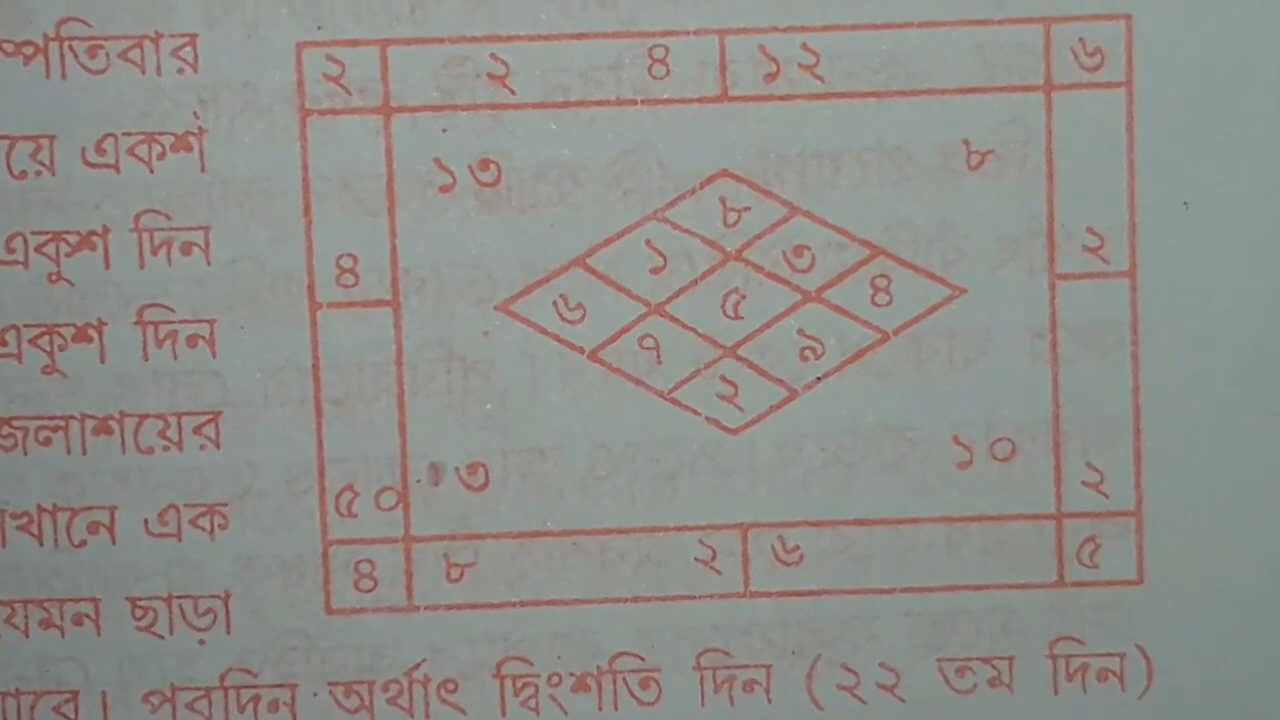 স্পতিবার
২ ২ ৪ ১২ ৬
য়ে একশ
১৩ ৮
৮
একুশ দিন
১ ৩
৪ ২
৬ ৫ ৪
একুশ দিন
৭ ৯
২
জলাশয়ের
৩ ১০
৫০ ২
খানে এক
৪ ৮ ২ ৬ ৫
যেমন ছাড়া
যাবে। পরদিন অর্থাৎ দ্বিংশতি দিন (২২ তম দিন)